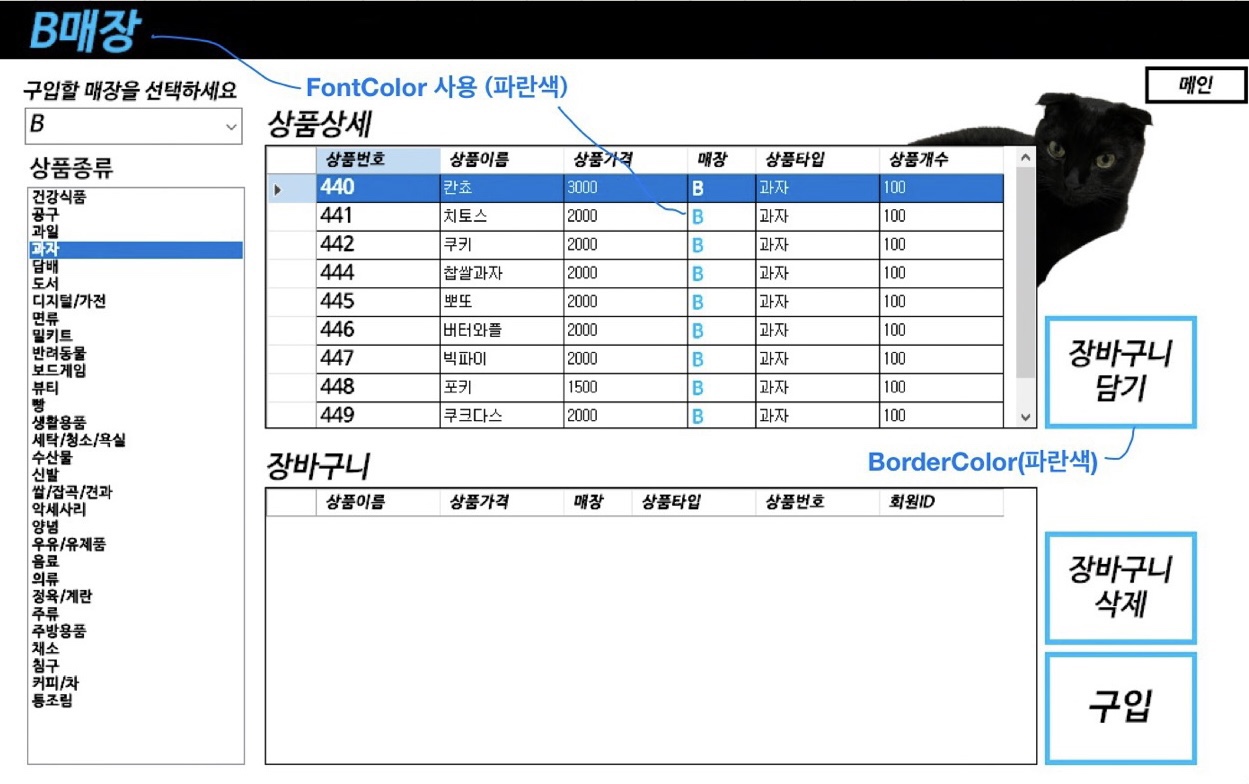 B매장
FontColor 사용 (파란색)
구입할 매장을 선택하세요
메인
B
상품상세
상품종류
상품번호 상품이름 상품가격 매장 상품타입 상품개수
440 칸쵸 3000 B 과자 100
441 치토스 2000 B 과자 100
442 쿠키 2000 B 과자 100
444 찹쌀과자 2000 B 과자 100
445 뽀또 2000 B 과자 100
446 버터와플 2000 B 과자 100
447 빅파이 2000 B 과자 100
448 포키 1500 B 과자 100
449 쿠크다스 2000 B 과자 100
건강식품
공구
과일
과자
담배
도서
디지털/가전
면류
밀키트
반려동물
보드게임
뷰티
빵
생활용품
세탁/청소/욕실
수산물
신발
쌀/잡곡/견과
악세사리
양념
우유/유제품
음료
의류
정육/계란
주류
주방용품
채소
침구
커피/차
통조림
장바구니
담기
BorderColor(파란색)
장바구니
상품이름 상품가격 매장 상품타입 상품번호 회원ID
장바구니
삭제
구입